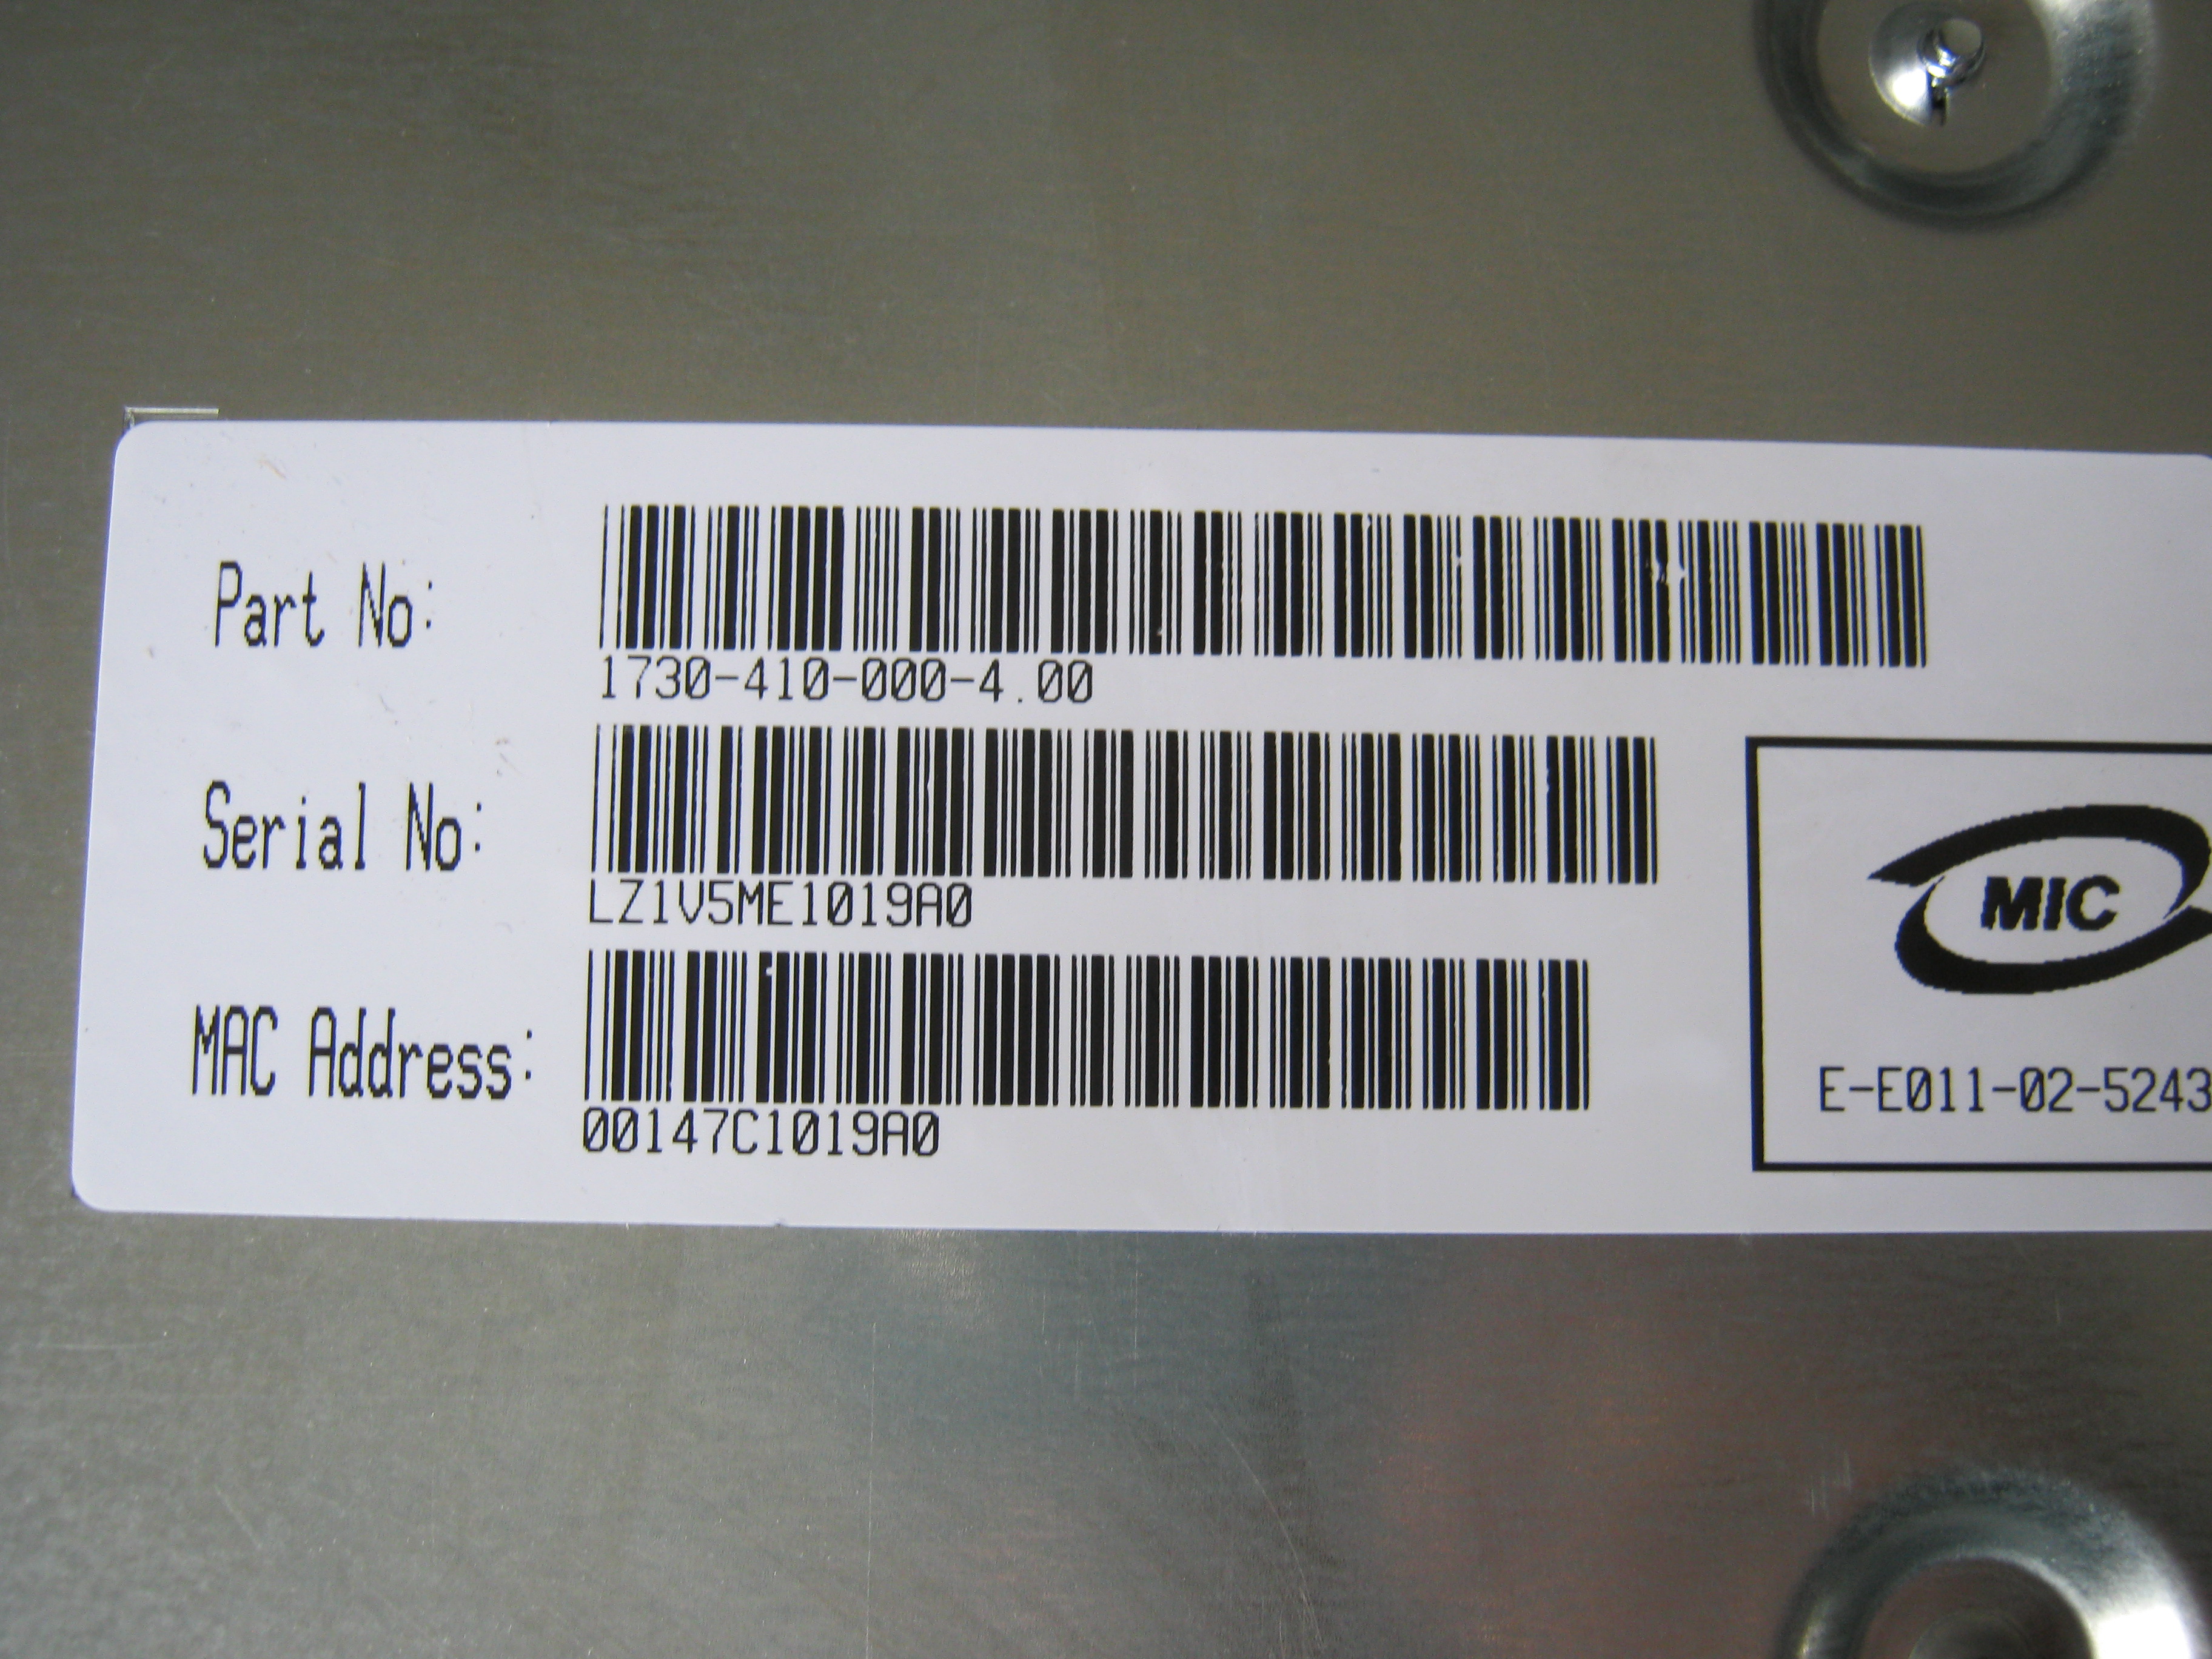 Part No:
1730-410-000-4.00
Serial No:
LZ1V5ME1019A0
MAC Address:
00147C1019A0
MIC
E-E011-02-5243